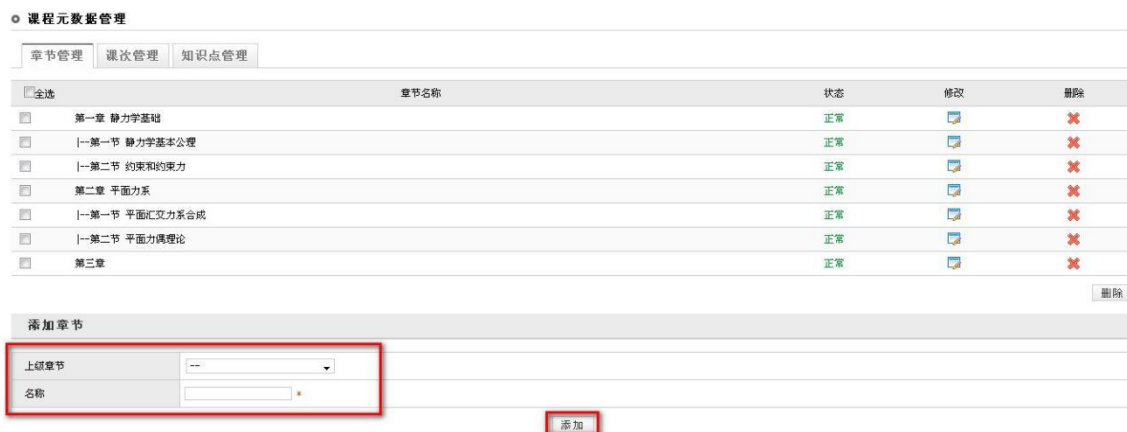 课程元数据管理
章节管理 课次管理 知识点管理
全选 章节名称 状态 修改 删除
第一章 静力学基础 正常
|--第一节 静力学基本公理 正常
|--第二节 约束和约束力 正常
第二章 平面力系 正常
|--第一节 平面汇交力系合成 正常
|--第二节 平面力偶理论 正常
第三章 正常
删除
添加章节
上级章节 --
名称 *
添加